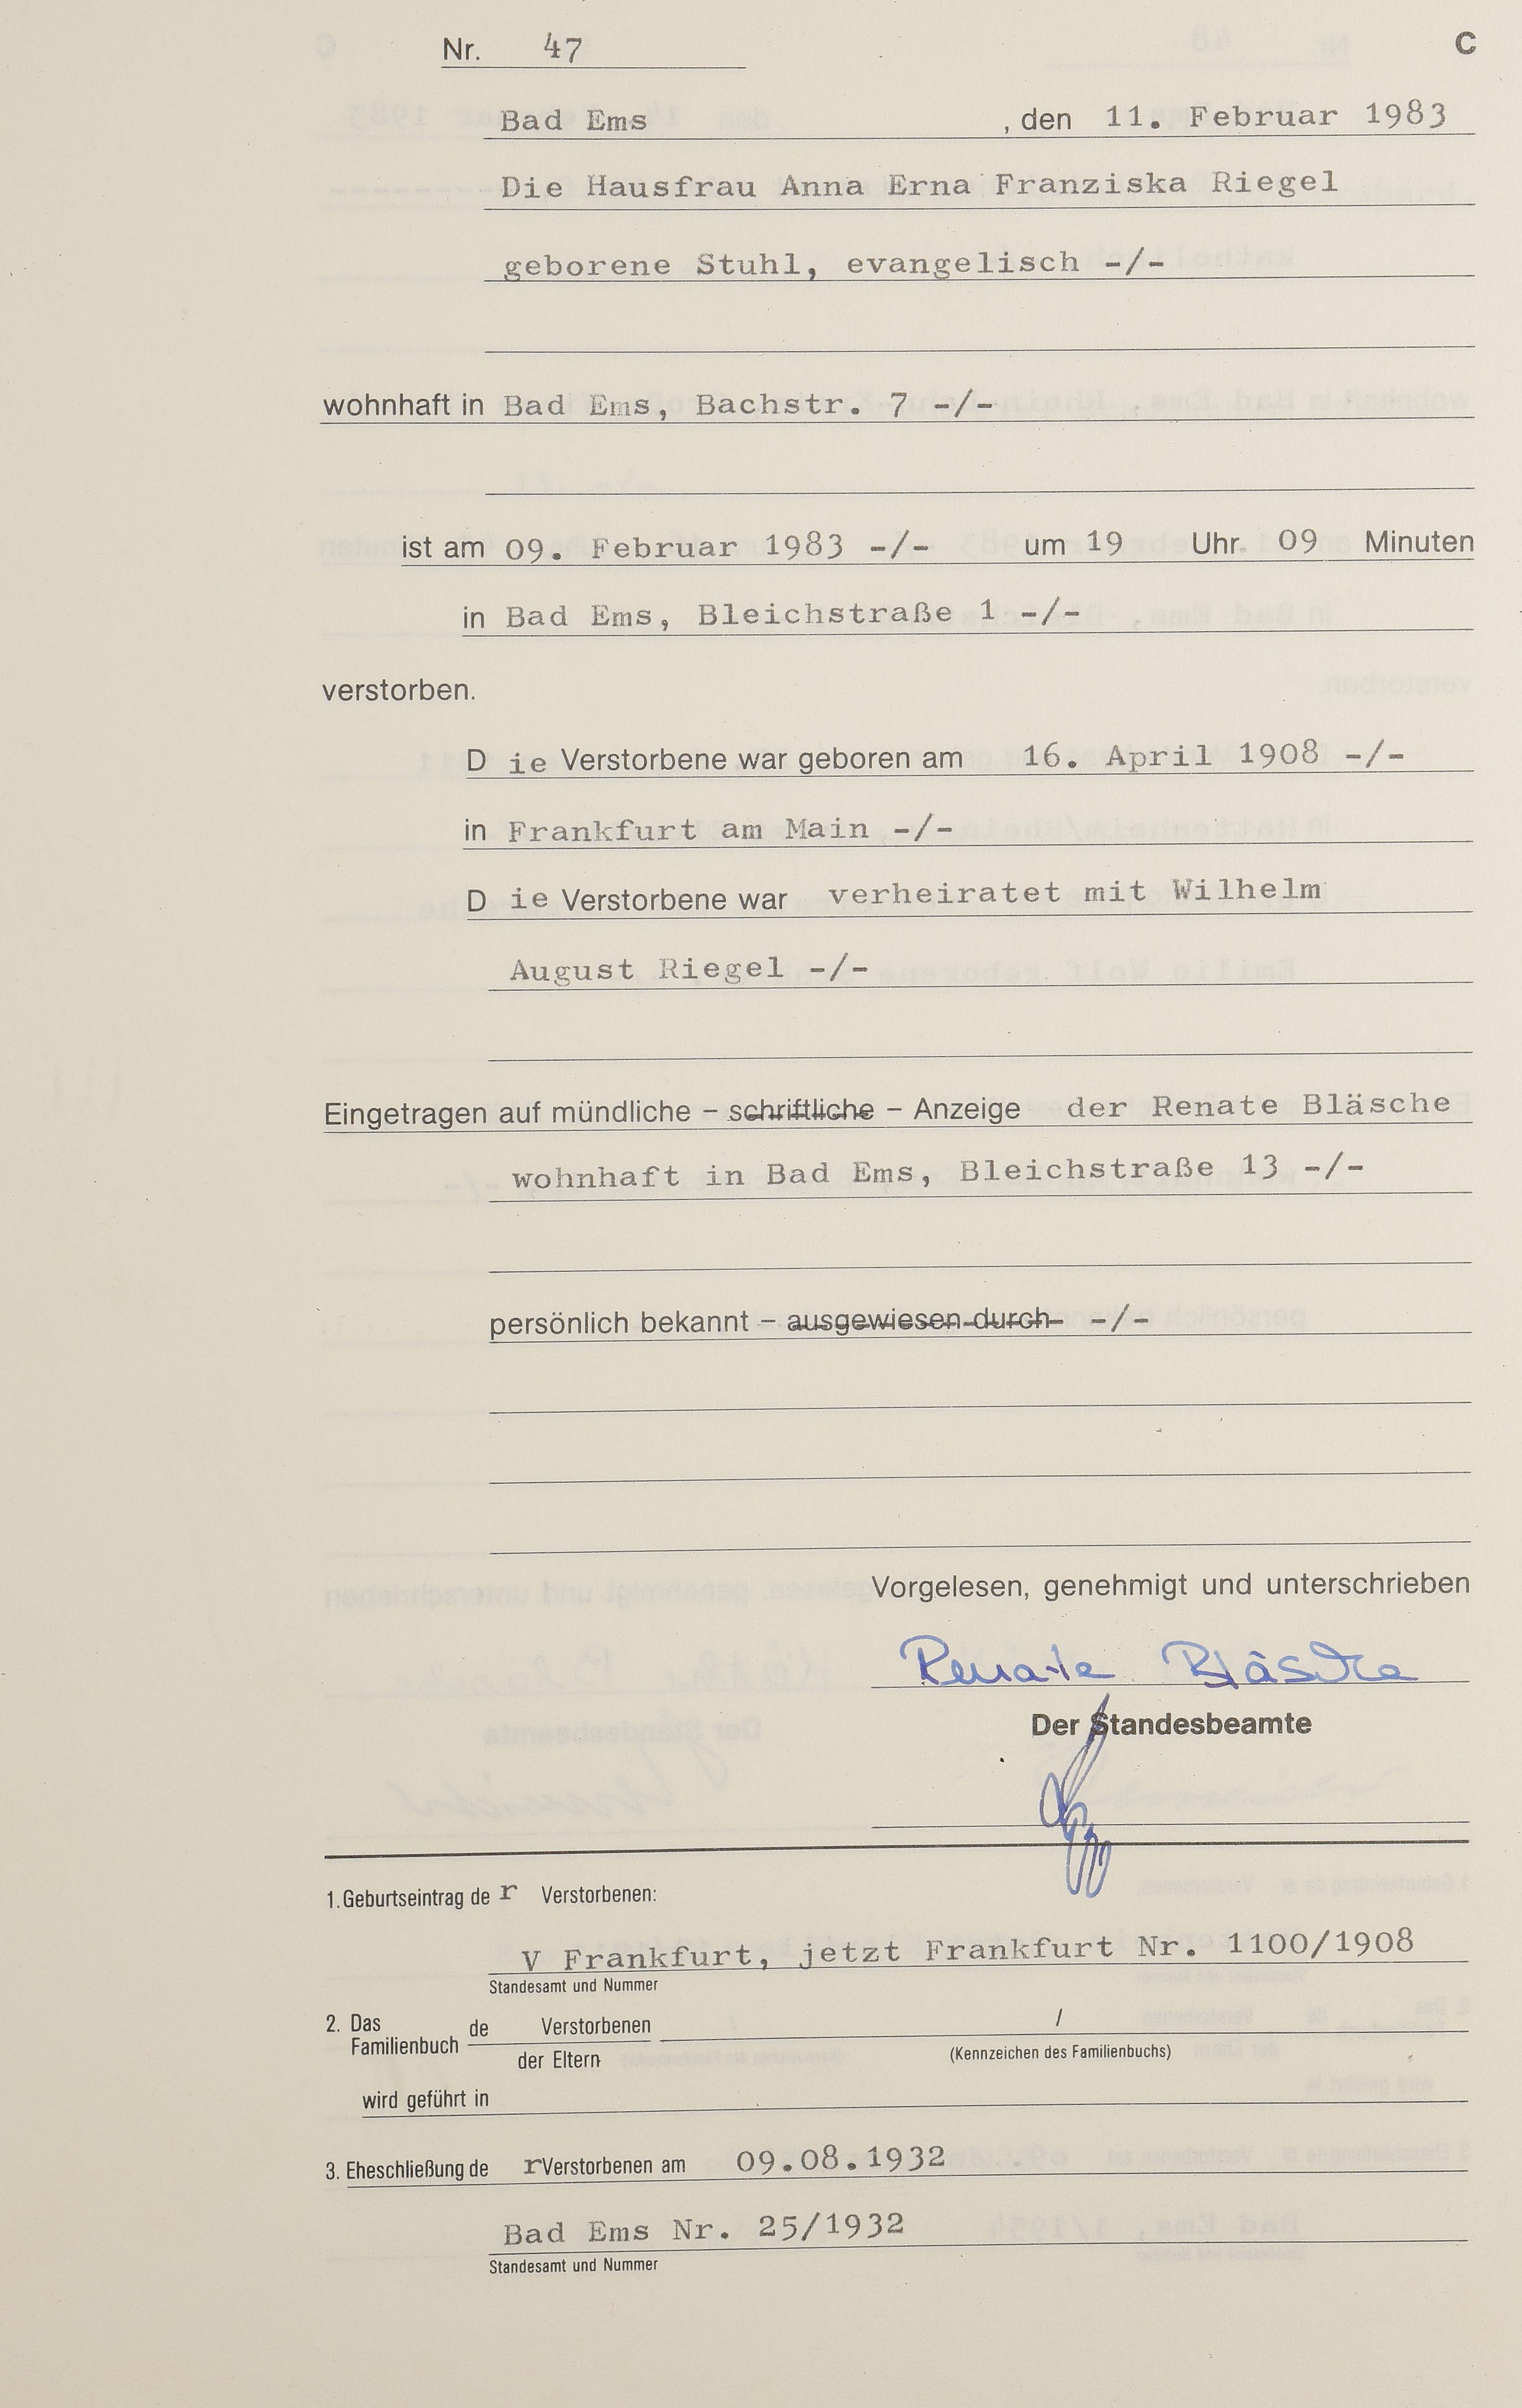 Nr. 47 C
Bad Ems , den 11. Februar 1983
Die Hausfrau Anna Erna Franziska Riegel
geborene Stuhl, evangelisch -/-
wohnhaft in Bad Ems, Bachstr. 7 -/-
ist am 09. Februar 1983 -/- um 19 Uhr 09 Minuten
in Bad Ems, Bleichstraße 1 -/-
verstorben.
D ie Verstorbene war geboren am 16. April 1908 -/-
in Frankfurt am Main -/-
D ie Verstorbene war verheiratet mit Wilhelm
August Riegel -/-
Eingetragen auf mündliche – schriftliche – Anzeige der Renate Bläsche
wohnhaft in Bad Ems, Bleichstraße 13 -/-
persönlich bekannt – ausgewiesen durch -/-
Vorgelesen, genehmigt und unterschrieben
Renate Bläsche
Der Standesbeamte
1. Geburtseintrag de r Verstorbenen:
V Frankfurt, jetzt Frankfurt Nr. 1100/1908
Standesamt und Nummer
2. Das Familienbuch de Verstorbenen /
der Eltern (Kennzeichen des Familienbuchs)
wird geführt in
3. Eheschließung de r Verstorbenen am 09.08.1932
Bad Ems Nr. 25/1932
Standesamt und Nummer